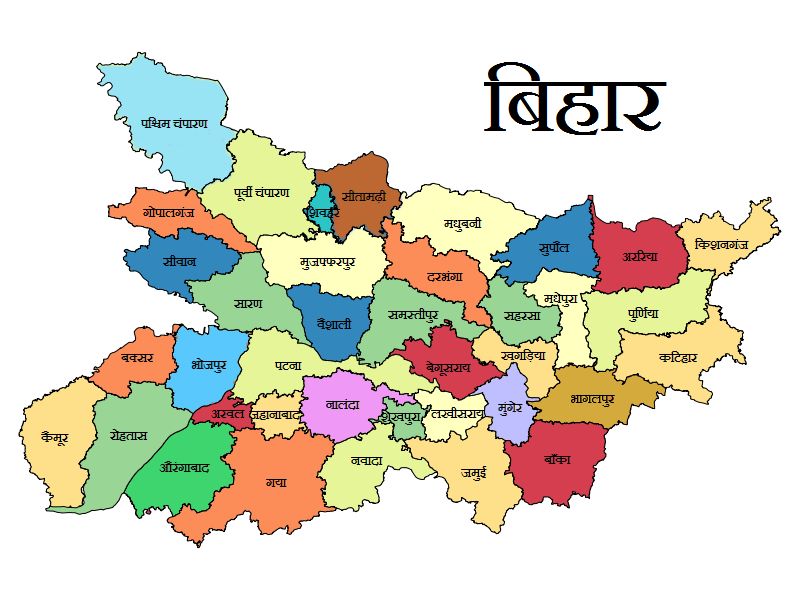 बिहार
पश्चिम चंपारण
पूर्वी चंपारण
शिवहर
सीतामढ़ी
गोपालगंज
मधुबनी
सुपौल
अररिया
किशनगंज
सीवान
मुजफ्फरपुर
दरभंगा
सारण
वैशाली
समस्तीपुर
सहरसा
मधेपुरा
पुर्णिया
बक्सर
भोजपुर
पटना
बेगूसराय
खगड़िया
कटिहार
कैमूर
रोहतास
अरवल
जहानाबाद
नालंदा
शेखपुरा
लखीसराय
मुंगेर
भागलपुर
औरंगाबाद
गया
नवादा
जमुई
बाँका